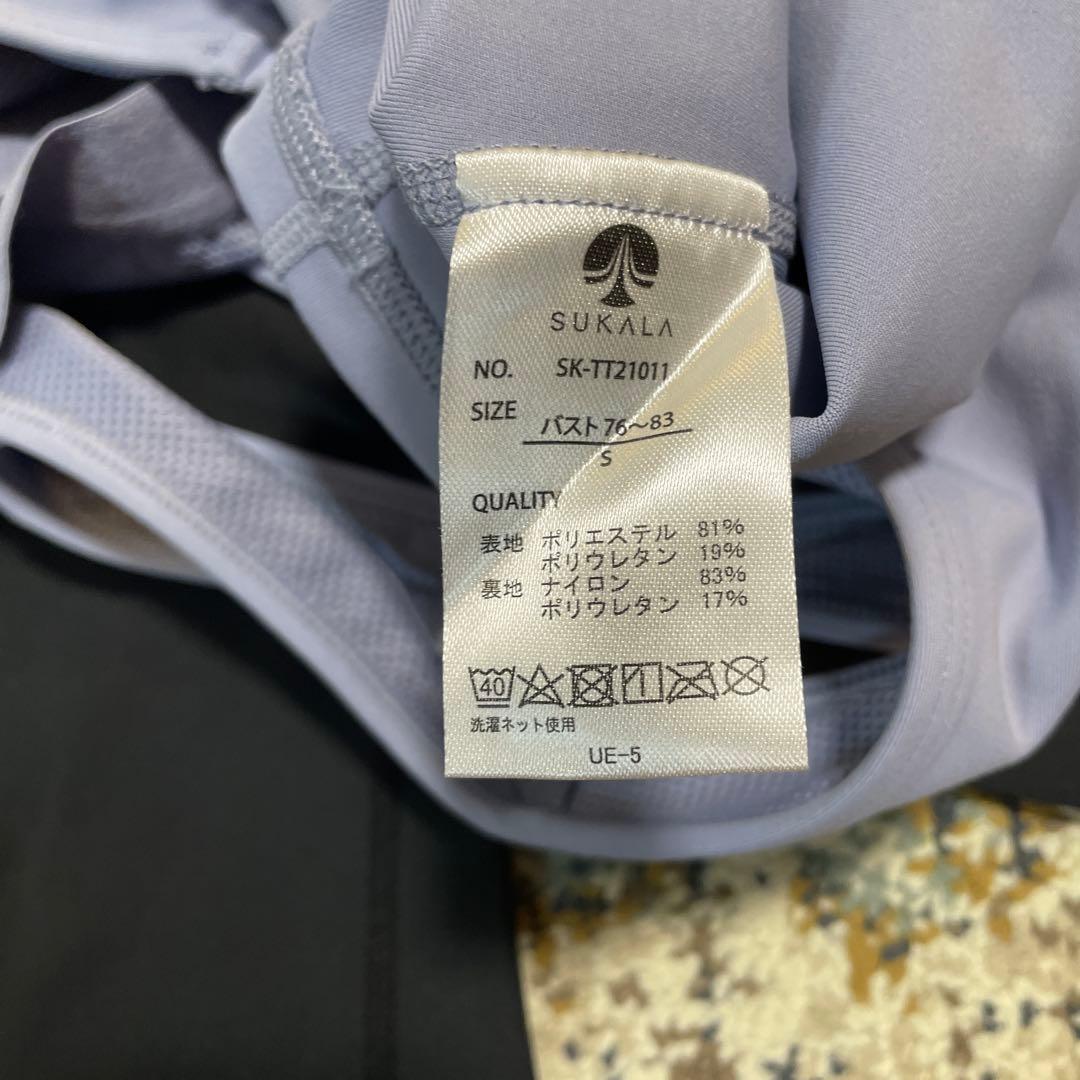 SUKALA
NO. SK-TT21011
SIZE バスト76～83
S
QUALITY
表地 ポリエステル 81%
ポリウレタン 19%
裏地 ナイロン 83%
ポリウレタン 17%
40
洗濯ネット使用
UE-5